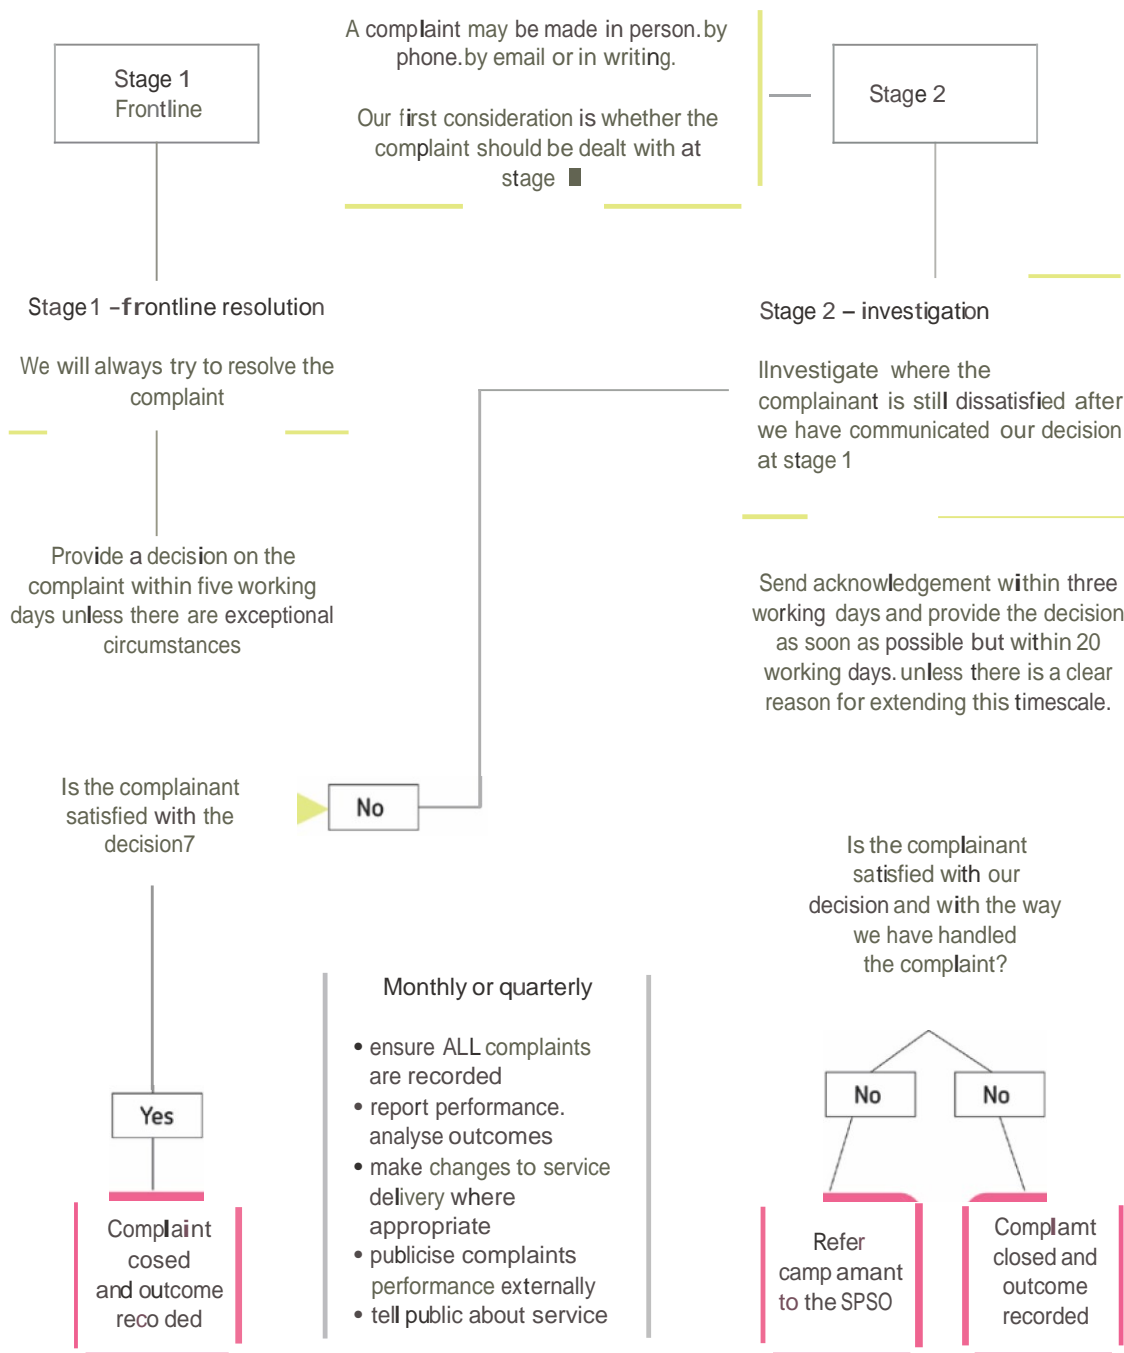 A complaint may be made in person.by
phone.by email or in writing.
Our first consideration is whether the
complaint should be dealt with at
stage
Stage 1
Frontline
Stage 2
Stage 1 –frontline resolution
We will always try to resolve the
complaint
Provide a decision on the
complaint within five working
days unless there are exceptional
circumstances
Is the complainant
satisfied with the
decision7
No
Yes
Complaint
cosed
and outcome
reco ded
Monthly or quarterly
• ensure ALL complaints
are recorded
• report performance.
analyse outcomes
• make changes to service
delivery where
appropriate
• publicise complaints
performance externally
• tell public about service
Stage 2 – investigation
IInvestigate where the
complainant is still dissatisfied after
we have communicated our decision
at stage 1
Send acknowledgement within three
working days and provide the decision
as soon as possible but within 20
working days.unless there is a clear
reason for extending this timescale.
Is the complainant
satisfied with our
decision and with the way
we have handled
the complaint?
No
No
Refer
camp amant
to the SPSO
Complamt
closed and
outcome
recorded